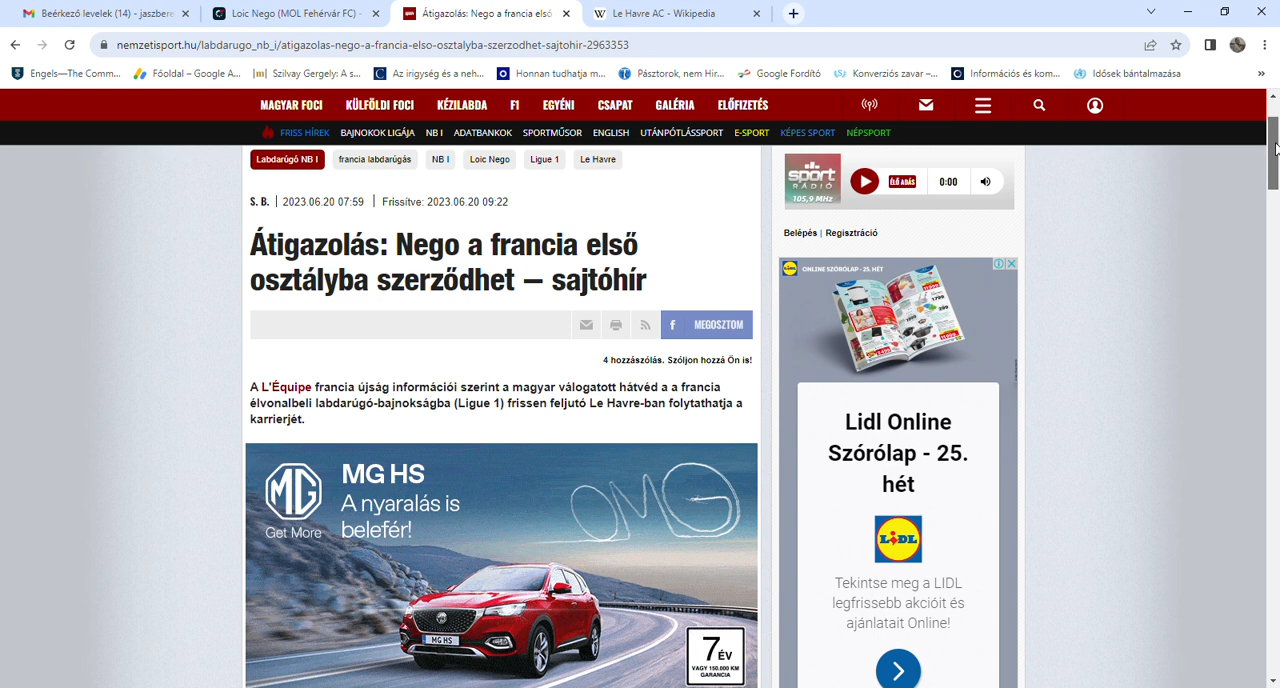 Beérkező levelek (14) - jaszbere
Loic Nego (MOL Fehérvár FC) -
Átigazolás: Nego a francia első
Le Havre AC - Wikipedia
nemzetisport.hu/labdarugo_nb_i/atigazolas-nego-a-francia-elso-osztalyba-szerzodhet-sajtohir-2963353
Engels—The Comm...
Főoldal – Google A...
Szilvay Gergely: A s...
Az irigység és a neh...
Honnan tudhatja m...
Pásztorok, nem Hir...
Google Fordító
Konverziós zavar –...
Információs és kom...
Idősek bántalmazása
MAGYAR FOCI KÜLFÖLDI FOCI KÉZILABDA F1 EGYÉNI CSAPAT GALÉRIA ELŐFIZETÉS
FRISS HÍREK BAJNOKOK LIGÁJA NB I ADATBANKOK SPORTMŰSOR ENGLISH UTÁNPÓTLÁSSPORT E-SPORT KÉPES SPORT NÉPSPORT
Labdarúgó NB I francia labdarúgás NB I Loic Nego Ligue 1 Le Havre
S. B. | 2023.06.20 07:59 | Frissítve: 2023.06.20 09:22
Átigazolás: Nego a francia első
osztályba szerződhet — sajtóhír
f MEGOSZTOM
4 hozzászólás. Szóljon hozzá Ön is!
A L'Équipe francia újság információi szerint a magyar válogatott hátvéd a a francia
élvonalbeli labdarúgó-bajnokságba (Ligue 1) frissen feljutó Le Havre-ban folytathatja a
karrierjét.
MG
Get More
MG HS
A nyaralás is
belefér!
OMG
MG HS
7 ÉV
VAGY 150.000 KM
GARANCIA
sport
RÁDIÓ
105,9 MHz
ÉLŐ ADÁS
0:00
Belépés | Regisztráció
LIDL
ONLINE SZÓRÓLAP - 25. HÉT
Lidl Online
Szórólap - 25.
hét
LIDL
Tekintse meg a LIDL
legfrissebb akcióit és
ajánlatait Online!